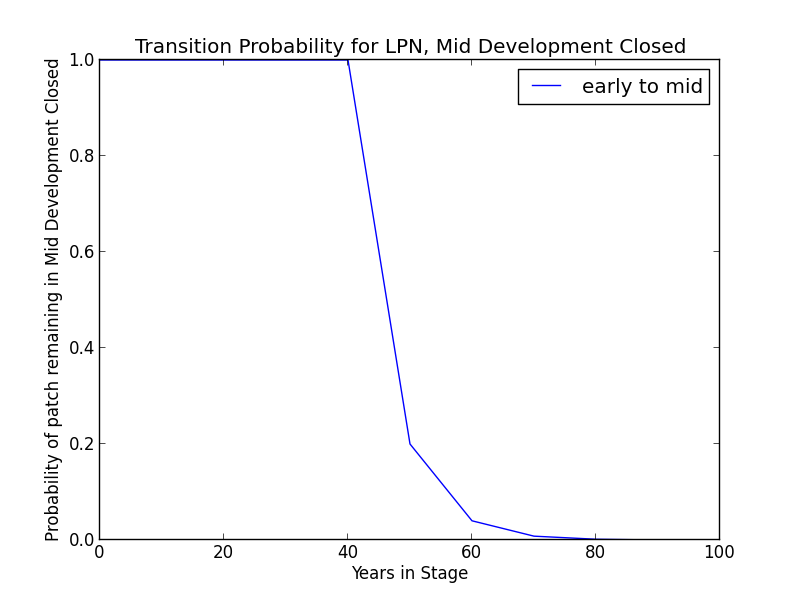 Transition Probability for LPN, Mid Development Closed
early to mid
Probability of patch remaining in Mid Development Closed
1.0
0.8
0.6
0.4
0.2
0.0
0 20 40 60 80 100
Years in Stage